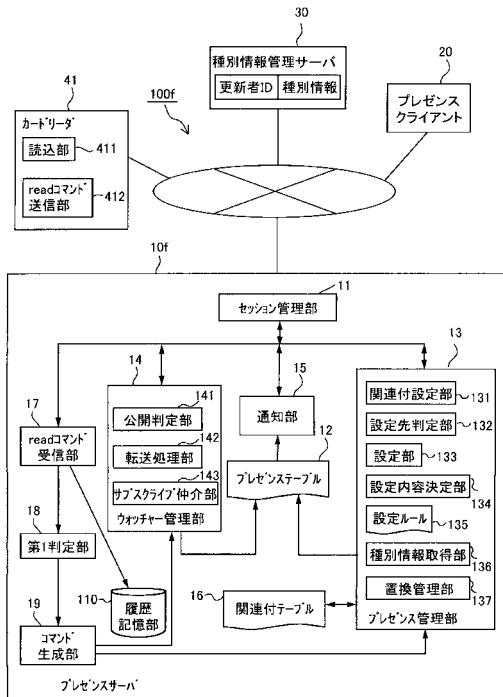 30
種別情報管理サーバ
更新者ID 種別情報
100f
20
プレゼンス
クライアント
41
カードリーダ
読込部
411
readコマンド
送信部
412
10f
11
セッション管理部
14
141
公開判定部
142
転送処理部
143
サブスクライブ仲介部
ウォッチャー管理部
15
通知部
12
プレゼンステーブル
13
関連付設定部
131
設定先判定部
132
設定部
133
設定内容決定部
134
設定ルール
135
種別情報取得部
136
置換管理部
137
プレゼンス管理部
17
readコマンド
受信部
18
第1判定部
19
コマンド
生成部
110
履歴
記憶部
16
関連付テーブル
プレゼンスサーバ